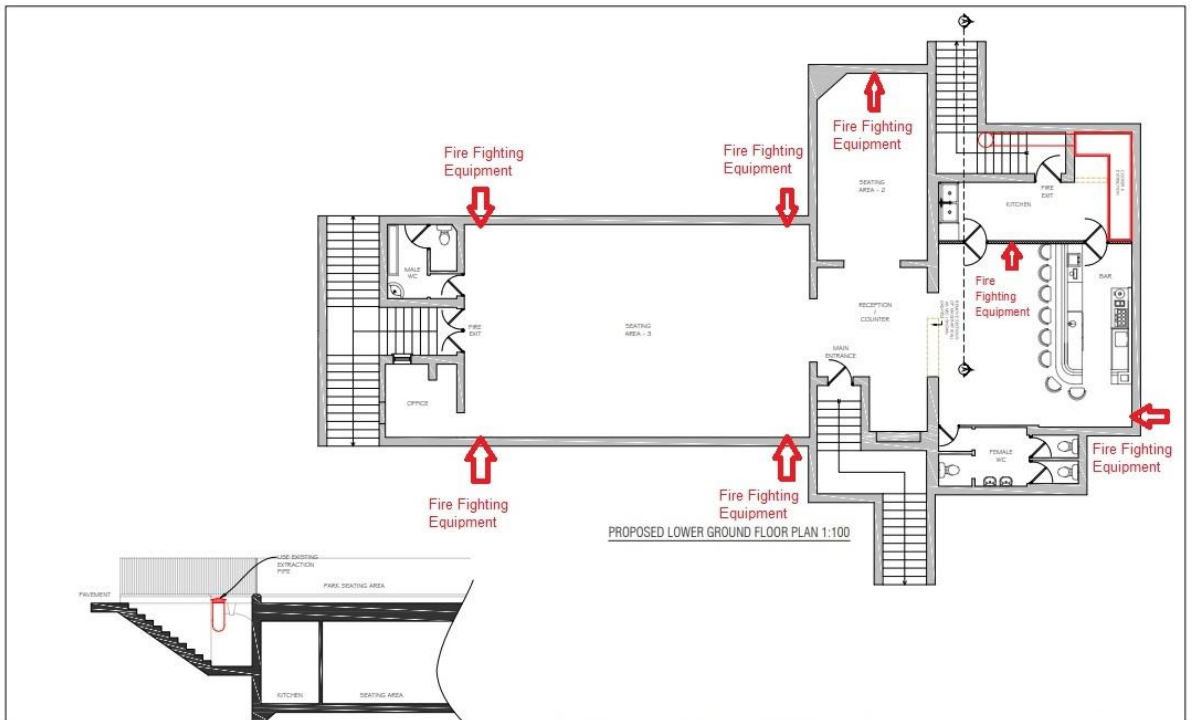 Fire Fighting
Equipment
Fire Fighting
Equipment
Fire Fighting
Equipment
SEATING
AREA - 2
FIRE
EXIT
KITCHEN
MALE
WC
FIRE
EXIT
SEATING
AREA - 3
RECEPTION
/
COUNTER
Fire
Fighting
Equipment
BAR
MAIN
ENTRANCE
OFFICE
Fire Fighting
Equipment
FEMALE
WC
Fire Fighting
Equipment
Fire Fighting
Equipment
PROPOSED LOWER GROUND FLOOR PLAN 1:100
USE EXISTING
EXTRACTION
PIPE
PARK SEATING AREA
PAVEMENT
KITCHEN
SEATING AREA
A
A